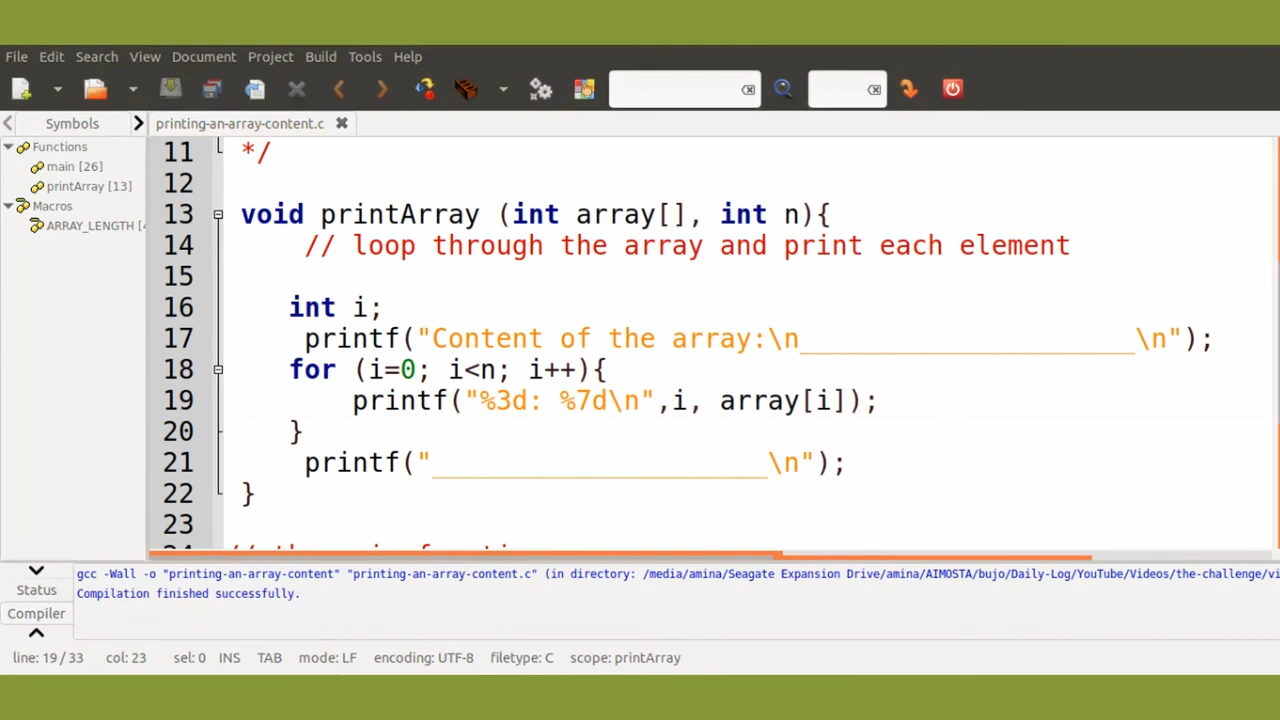 File Edit Search View Document Project Build Tools Help
Symbols
printing-an-array-content.c
Functions
main [26]
printArray [13]
Macros
ARRAY_LENGTH [4
11 */
12
13 void printArray (int array[], int n){
14 // loop through the array and print each element
15
16 int i;
17 printf("Content of the array:\n_____________________\n");
18 for (i=0; i<n; i++){
19 printf("%3d: %7d\n",i, array[i]);
20 }
21 printf("_____________________\n");
22 }
23
Status
Compiler
gcc -Wall -o "printing-an-array-content" "printing-an-array-content.c" (in directory: /media/amina/Seagate Expansion Drive/amina/AIMOSTA/bujo/Daily-Log/YouTube/Videos/the-challenge/vi
Compilation finished successfully.
line: 19 / 33 col: 23 sel: 0 INS TAB mode: LF encoding: UTF-8 filetype: C scope: printArray